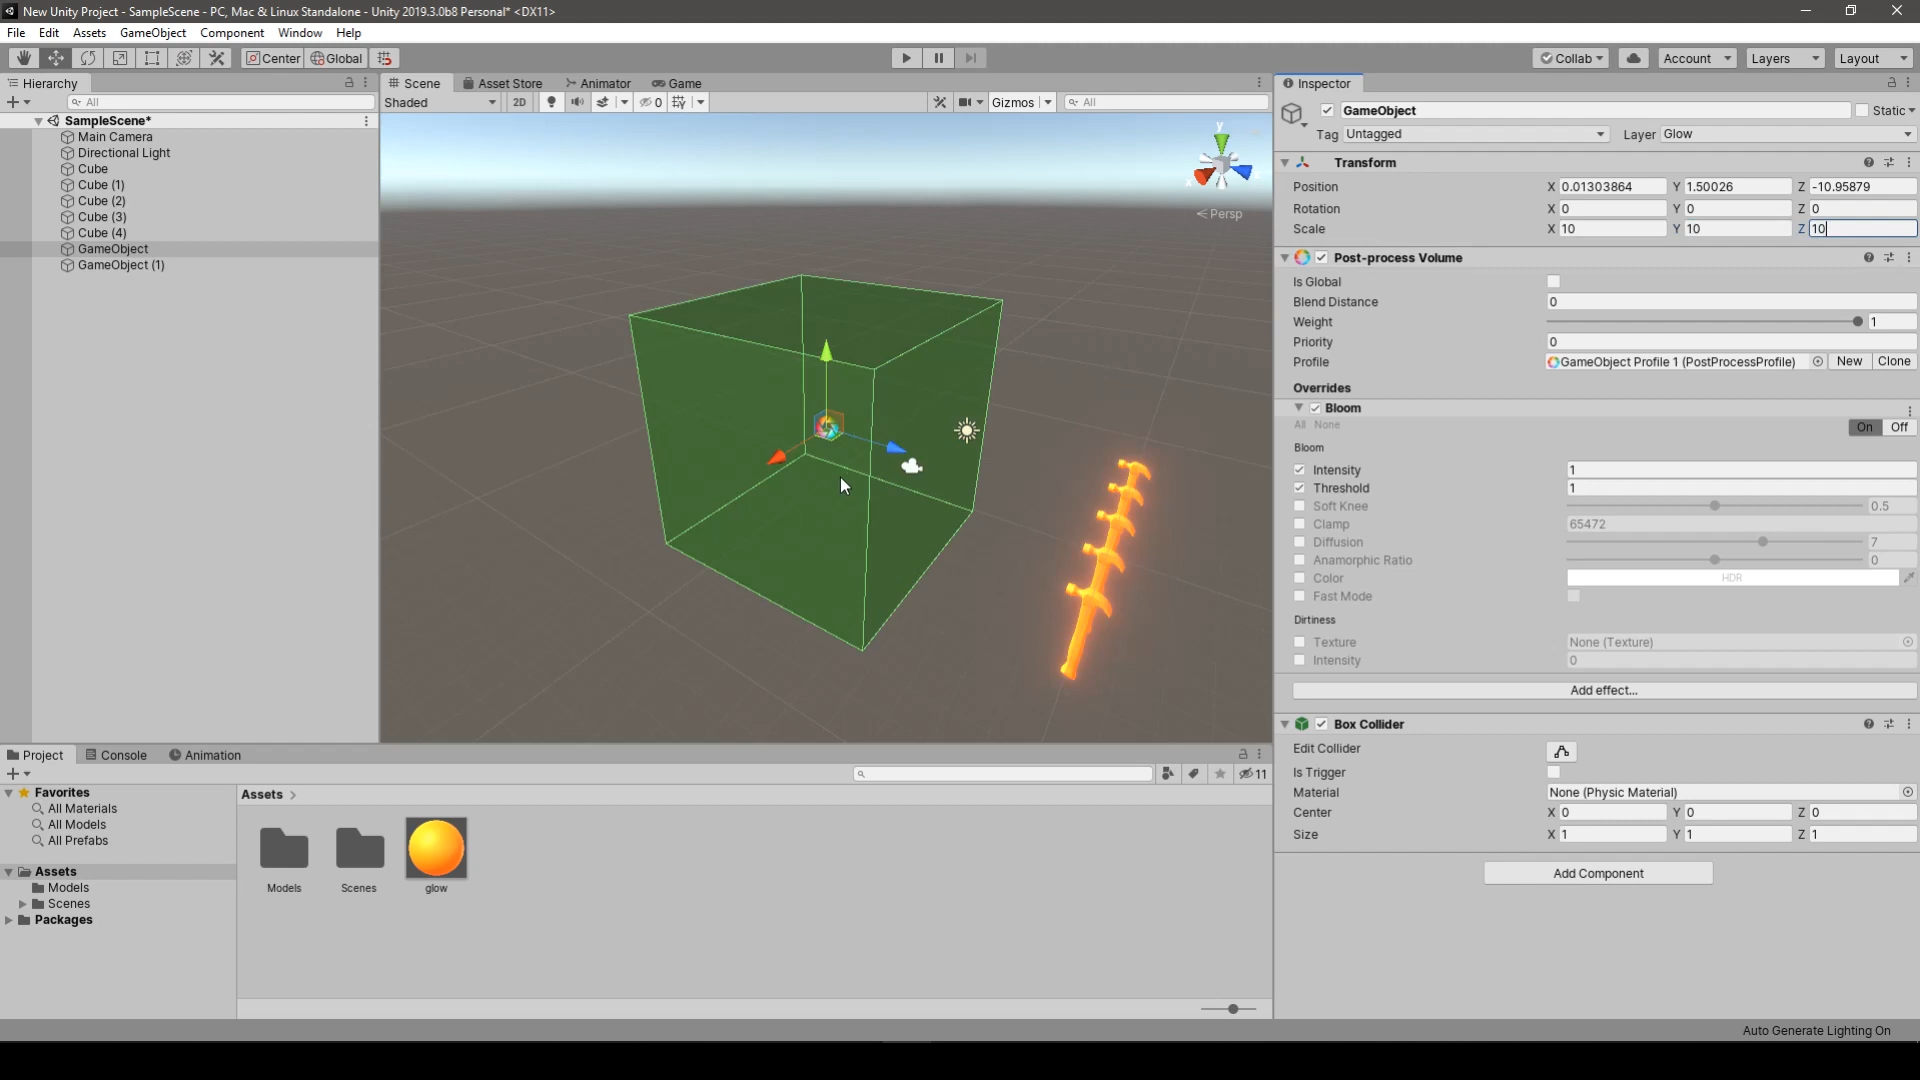 New Unity Project - SampleScene - PC, Mac & Linux Standalone - Unity 2019.3.0b8 Personal* <DX11>
File Edit Assets GameObject Component Window Help
Center Global Collab Account Layers Layout
Hierarchy
All
SampleScene*
Main Camera
Directional Light
Cube
Cube (1)
Cube (2)
Cube (3)
Cube (4)
GameObject
GameObject (1)
Scene Asset Store Animator Game
Shaded 2D 0 Gizmos All
y
x
Persp
Inspector
GameObject Static
Tag Untagged Layer Glow
Transform
Position X 0.01303864 Y 1.50026 Z -10.95879
Rotation X 0 Y 0 Z 0
Scale X 10 Y 10 Z 10
Post-process Volume
Is Global
Blend Distance 0
Weight 1
Priority 0
Profile GameObject Profile 1 (PostProcessProfile) New Clone
Overrides
Bloom
All None On Off
Bloom
Intensity 1
Threshold 1
Soft Knee 0.5
Clamp 65472
Diffusion 7
Anamorphic Ratio 0
Color HDR
Fast Mode
Dirtiness
Texture None (Texture)
Intensity 0
Add effect...
Box Collider
Edit Collider
Is Trigger
Material None (Physic Material)
Center X 0 Y 0 Z 0
Size X 1 Y 1 Z 1
Add Component
Project Console Animation
11
Favorites
All Materials
All Models
All Prefabs
Assets
Models
Scenes
Packages
Assets
Models Scenes glow
Auto Generate Lighting On